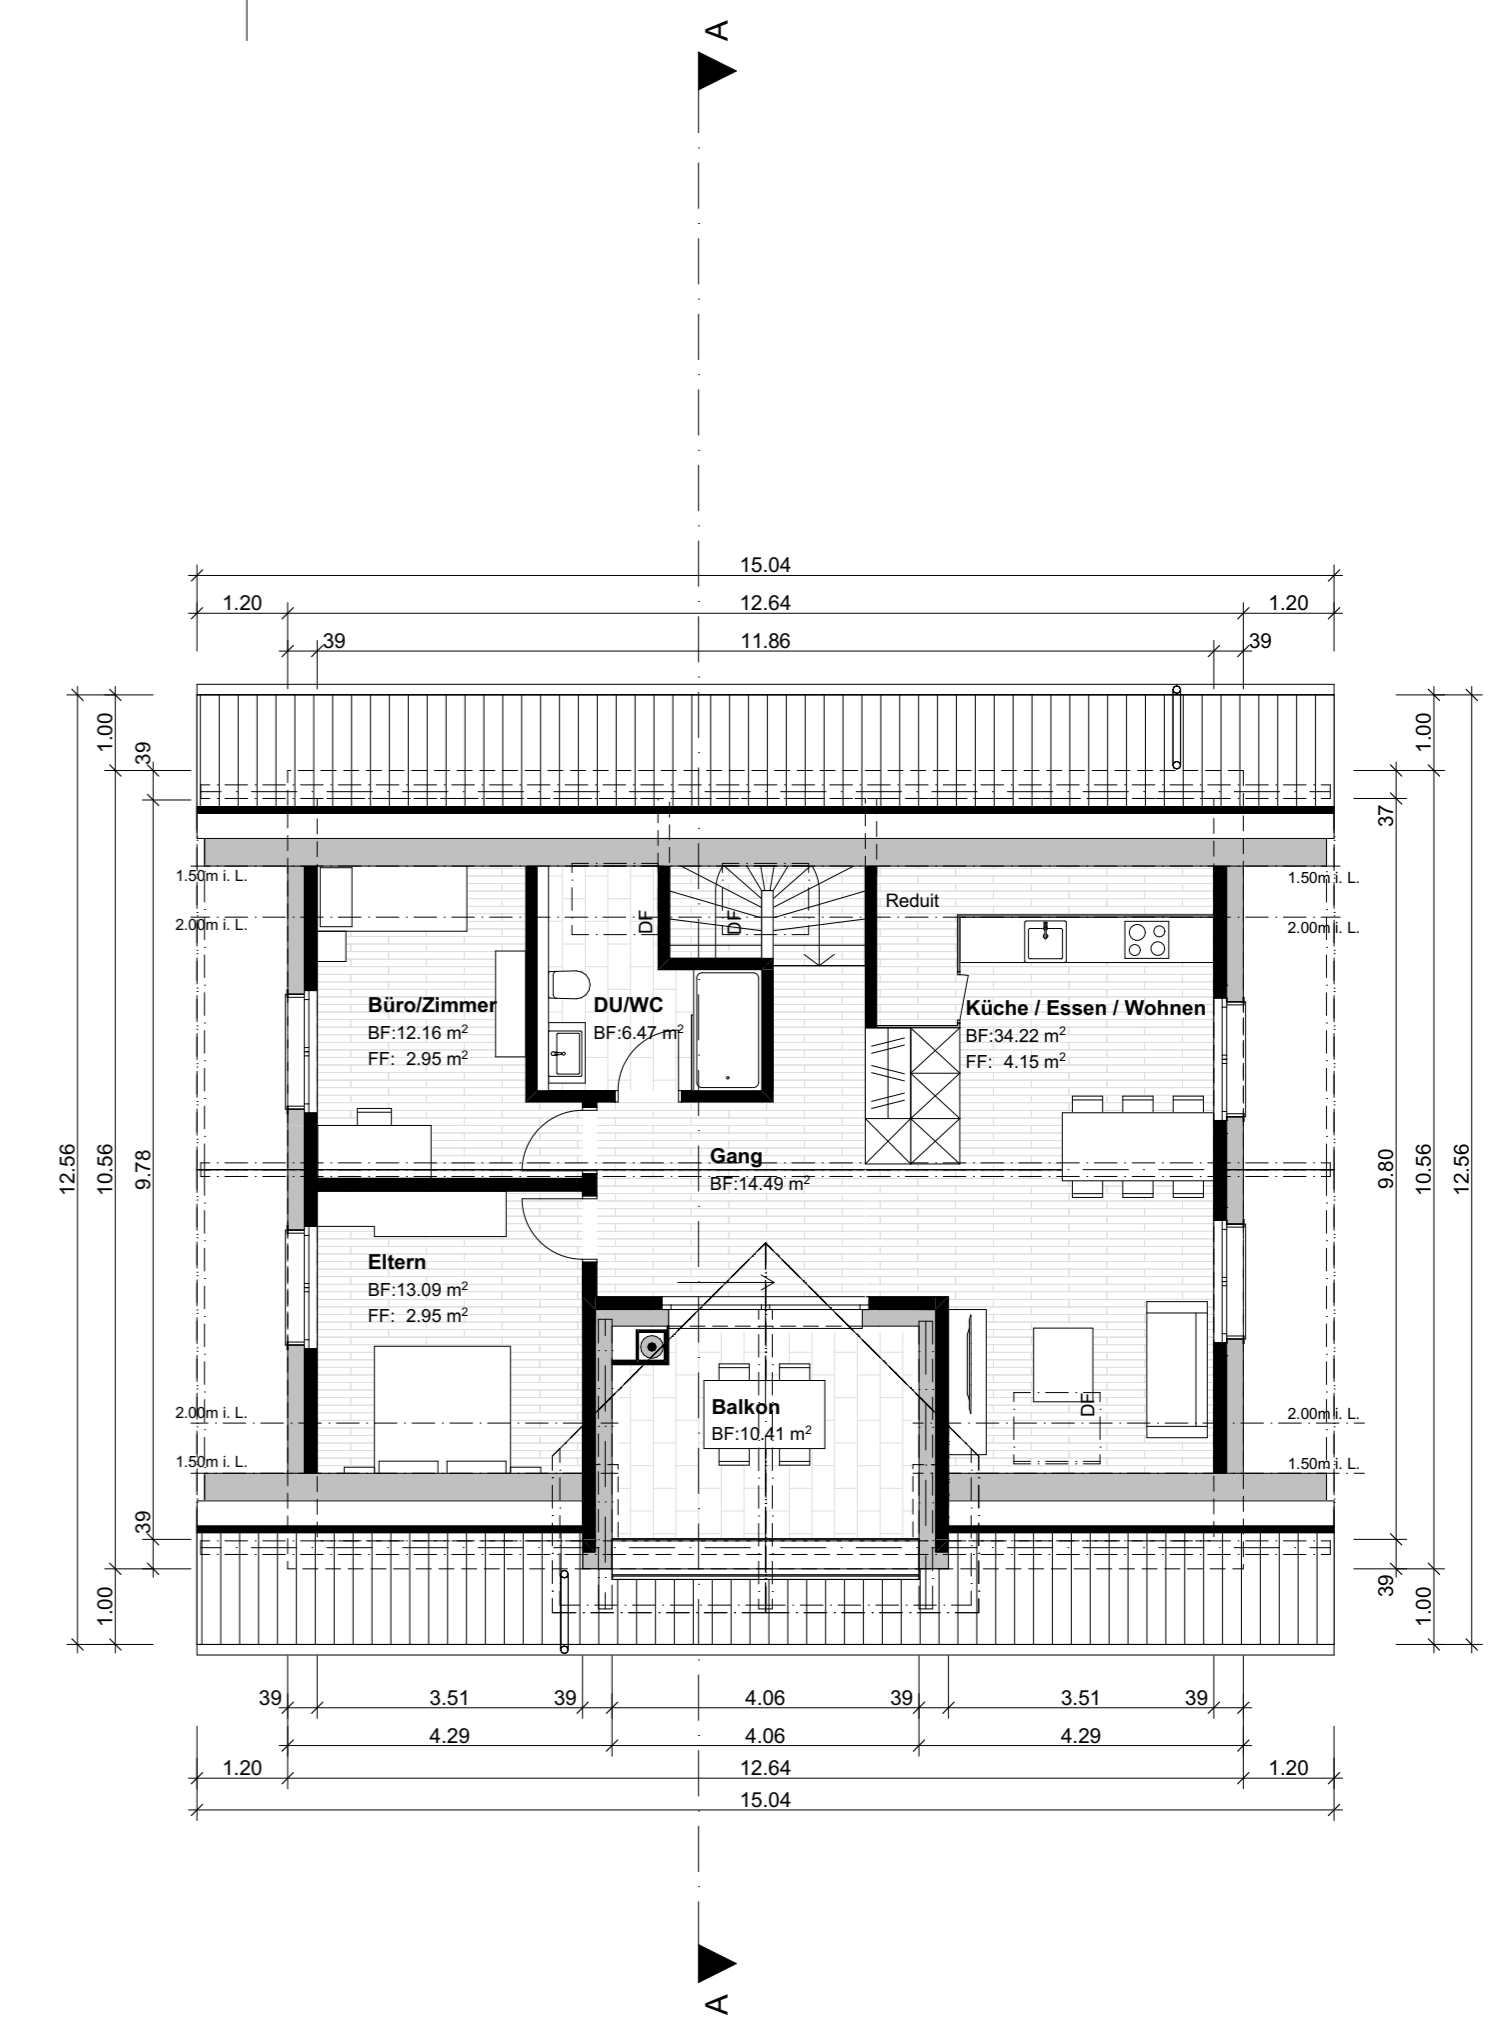 A
15.04
1.20 12.64 1.20
39 11.86 39
1.00
39
12.56
10.56
9.78
39
1.00
1.00
37
9.80
10.56
12.56
39
1.00
1.50m i. L.
2.00m i. L.
1.50m i. L.
2.00m i. L.
Reduit
DF
DF
Büro/Zimmer
BF:12.16 m²
FF: 2.95 m²
DU/WC
BF:6.47 m²
Küche / Essen / Wohnen
BF:34.22 m²
FF: 4.15 m²
Gang
BF:14.49 m²
Eltern
BF:13.09 m²
FF: 2.95 m²
Balkon
BF:10.41 m²
DF
2.00m i. L.
1.50m i. L.
2.00m i. L.
1.50m i. L.
39 3.51 39 4.06 39 3.51 39
4.29 4.06 4.29
1.20 12.64 1.20
15.04
A